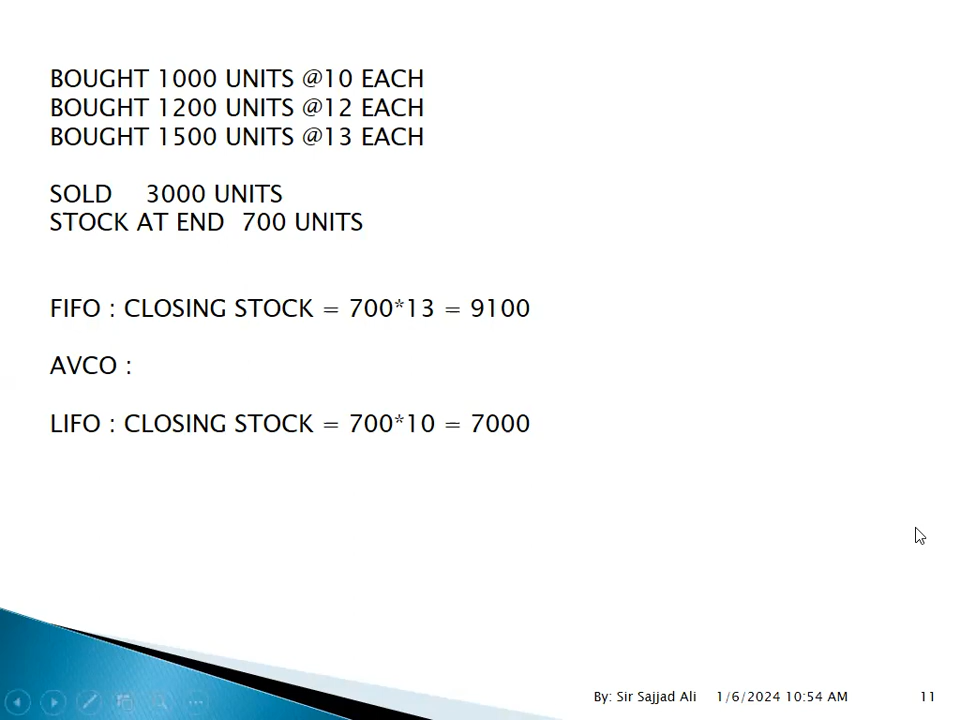 BOUGHT 1000 UNITS @10 EACH
BOUGHT 1200 UNITS @12 EACH
BOUGHT 1500 UNITS @13 EACH
SOLD 3000 UNITS
STOCK AT END 700 UNITS
FIFO : CLOSING STOCK = 700*13 = 9100
AVCO :
LIFO : CLOSING STOCK = 700*10 = 7000
By: Sir Sajjad Ali 1/6/2024 10:54 AM 11